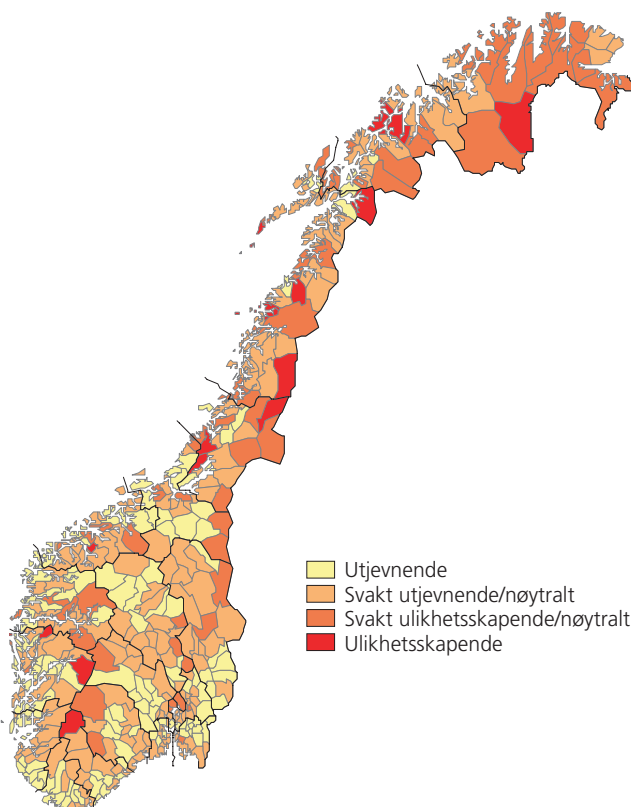 Utjevnende
Svakt utjevnende/nøytralt
Svakt ulikhetsskapende/nøytralt
Ulikhetsskapende